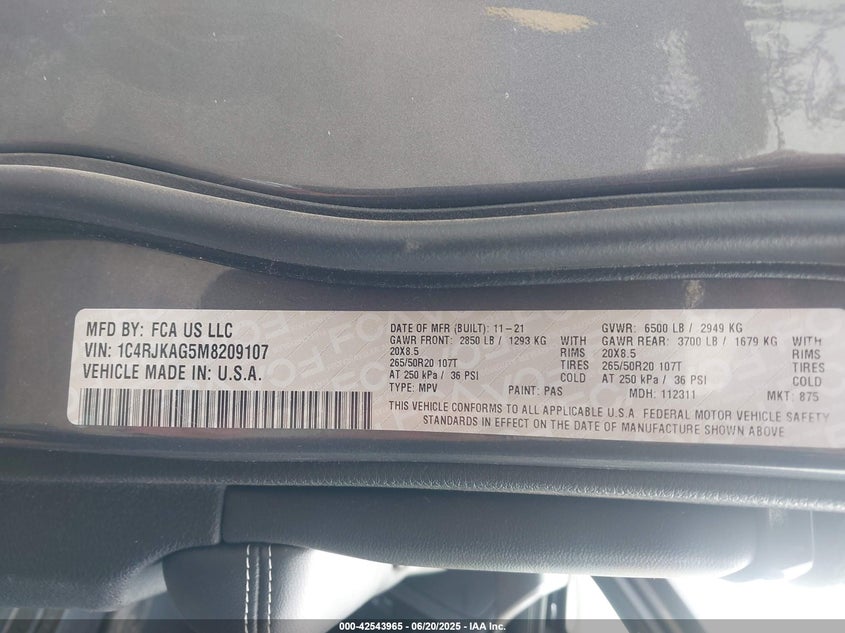 MFD BY: FCA US LLC
VIN: 1C4RJKAG5M8209107
VEHICLE MADE IN: U.S.A.
DATE OF MFR (BUILT): 11-21 GVWR: 6500 LB / 2949 KG
GAWR FRONT: 2850 LB / 1293 KG WITH GAWR REAR: 3700 LB / 1679 KG WITH
20X8.5 RIMS 20X8.5 RIMS
265/50R20 107T TIRES 265/50R20 107T TIRES
AT 250 kPa / 36 PSI COLD AT 250 kPa / 36 PSI COLD
TYPE: MPV PAINT: PAS MDH: 112311 MKT: 875
THIS VEHICLE CONFORMS TO ALL APPLICABLE U.S.A. FEDERAL MOTOR VEHICLE SAFETY
STANDARDS IN EFFECT ON THE DATE OF MANUFACTURE SHOWN ABOVE
000-42543965 - 06/20/2025 - IAAI.COM